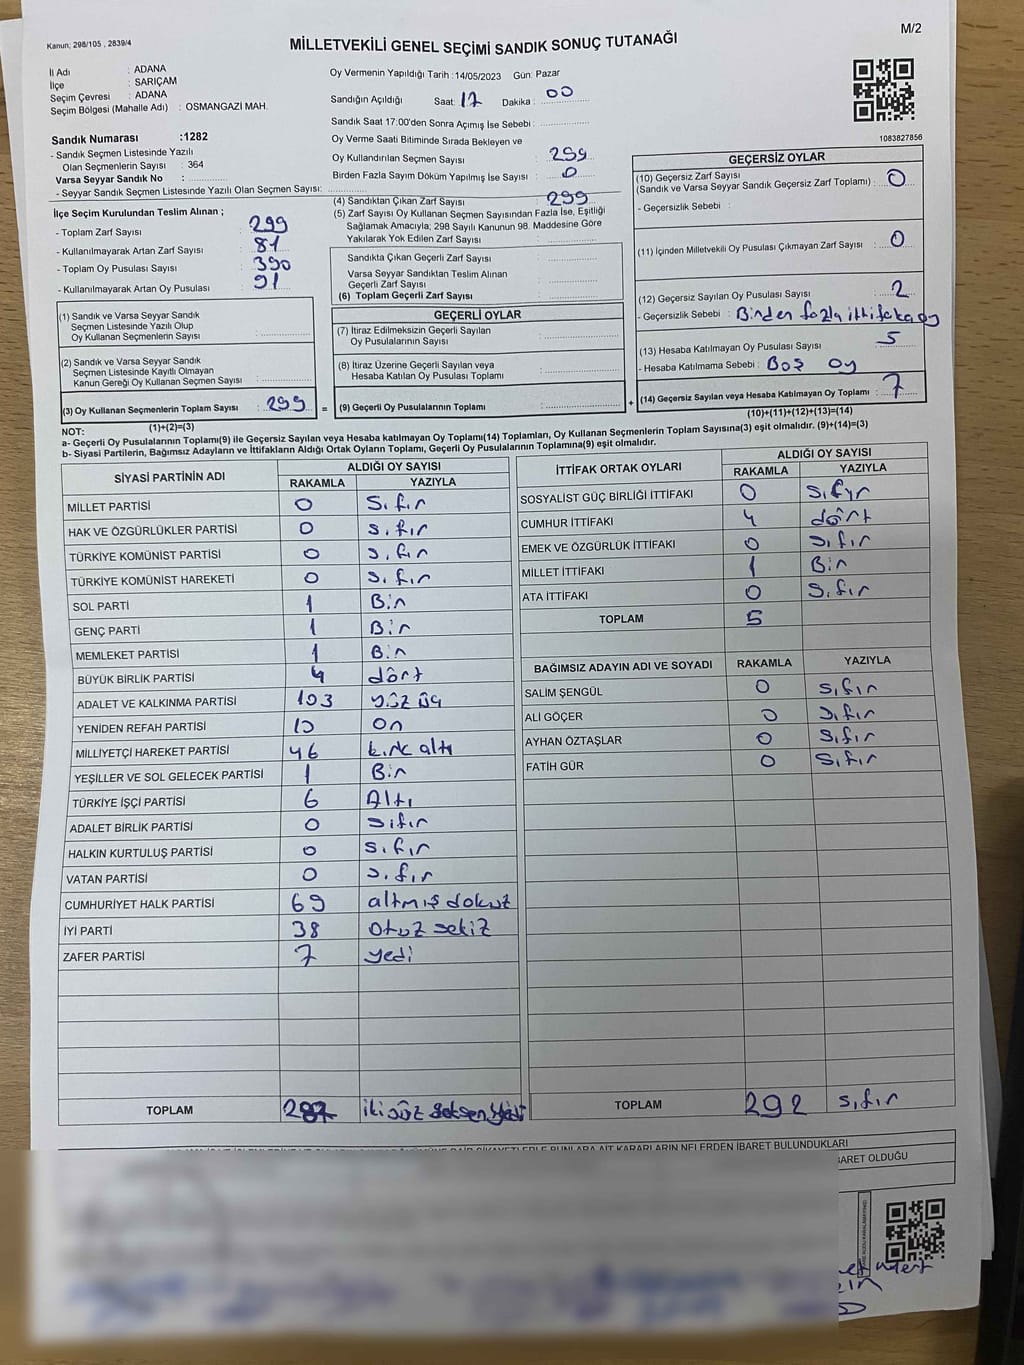 Kanun; 298/105 , 2839/4
MİLLETVEKİLİ GENEL SEÇİMİ SANDIK SONUÇ TUTANAĞI
M/2
İl Adı : ADANA
İlçe : SARIÇAM
Seçim Çevresi : ADANA
Seçim Bölgesi (Mahalle Adı) : OSMANGAZİ MAH.
Sandık Numarası :1282
- Sandık Seçmen Listesinde Yazılı
Olan Seçmenlerin Sayısı : 364
Varsa Seyyar Sandık No :
- Seyyar Sandık Seçmen Listesinde Yazılı Olan Seçmen Sayısı:
Oy Vermenin Yapıldığı Tarih :14/05/2023 Gün: Pazar
Sandığın Açıldığı Saat: 17 Dakika : 00
Sandık Saat 17:00'den Sonra Açımış İse Sebebi :
Oy Verme Saati Bitiminde Sırada Bekleyen ve
Oy Kullandırılan Seçmen Sayısı : 299
Birden Fazla Sayım Döküm Yapılmış İse Sayısı : 0
(4) Sandıktan Çıkan Zarf Sayısı : 299
(5) Zarf Sayısı Oy Kullanan Seçmen Sayısından Fazla İse, Eşitliği
Sağlamak Amacıyla; 298 Sayılı Kanunun 98. Maddesine Göre
Yakılarak Yok Edilen Zarf Sayısı :
1083827856
İlçe Seçim Kurulundan Teslim Alınan ;
- Toplam Zarf Sayısı : 299
- Kullanılmayarak Artan Zarf Sayısı : 81
- Toplam Oy Pusulası Sayısı : 390
- Kullanılmayarak Artan Oy Pusulası : 91
Sandıkta Çıkan Geçerli Zarf Sayısı :
Varsa Seyyar Sandıktan Teslim Alınan
Geçerli Zarf Sayısı :
(6) Toplam Geçerli Zarf Sayısı :
GEÇERSİZ OYLAR
(10) Geçersiz Zarf Sayısı
(Sandık ve Varsa Seyyar Sandık Geçersiz Zarf Toplamı) : 0
- Geçersizlik Sebebi :
(11) İçinden Milletvekili Oy Pusulası Çıkmayan Zarf Sayısı : 0
(12) Geçersiz Sayılan Oy Pusulası Sayısı : 2
- Geçersizlik Sebebi : Birden fazla ittifaka oy
(13) Hesaba Katılmayan Oy Pusulası Sayısı : 5
- Hesaba Katılmama Sebebi : Boş oy
(14) Geçersiz Sayılan veya Hesaba Katılmayan Oy Toplamı : 7
(10)+(11)+(12)+(13)=(14)
(1) Sandık ve Varsa Seyyar Sandık
Seçmen Listesinde Yazılı Olup
Oy Kullanan Seçmenlerin Sayısı :
(2) Sandık ve Varsa Seyyar Sandık
Seçmen Listesinde Kayıtlı Olmayan
Kanun Gereği Oy Kullanan Seçmen Sayısı :
(3) Oy Kullanan Seçmenlerin Toplam Sayısı : 299 =
(1)+(2)=(3)
GEÇERLİ OYLAR
(7) İtiraz Edilmeksizin Geçerli Sayılan
Oy Pusulalarının Sayısı :
(8) İtiraz Üzerine Geçerli Sayılan veya
Hesaba Katılan Oy Pusulası Toplamı :
(9) Geçerli Oy Pusulalarının Toplamı : +
NOT:
a- Geçerli Oy Pusulalarının Toplamı(9) ile Geçersiz Sayılan veya Hesaba katılmayan Oy Toplamı(14) Toplamları, Oy Kullanan Seçmenlerin Toplam Sayısına(3) eşit olmalıdır. (9)+(14)=(3)
b- Siyasi Partilerin, Bağımsız Adayların ve İttifakların Aldığı Ortak Oyların Toplamı, Geçerli Oy Pusulalarının Toplamına(9) eşit olmalıdır.
SİYASİ PARTİNİN ADI ALDIĞI OY SAYISI
RAKAMLA YAZIYLA
MİLLET PARTİSİ 0 Sıfır
HAK VE ÖZGÜRLÜKLER PARTİSİ 0 sıfır
TÜRKİYE KOMÜNİST PARTİSİ 0 sıfır
TÜRKİYE KOMÜNİST HAREKETİ 0 sıfır
SOL PARTİ 1 Bir
GENÇ PARTİ 1 Bir
MEMLEKET PARTİSİ 1 Bir
BÜYÜK BİRLİK PARTİSİ 4 dört
ADALET VE KALKINMA PARTİSİ 103 yüz üç
YENİDEN REFAH PARTİSİ 10 on
MİLLİYETÇİ HAREKET PARTİSİ 46 kırk altı
YEŞİLLER VE SOL GELECEK PARTİSİ 1 Bir
TÜRKİYE İŞÇİ PARTİSİ 6 Altı
ADALET BİRLİK PARTİSİ 0 sıfır
HALKIN KURTULUŞ PARTİSİ 0 sıfır
VATAN PARTİSİ 0 sıfır
CUMHURİYET HALK PARTİSİ 69 altmış dokuz
İYİ PARTİ 38 otuz sekiz
ZAFER PARTİSİ 7 yedi
TOPLAM 287 iki yüz seksen yedi
İTTİFAK ORTAK OYLARI ALDIĞI OY SAYISI
RAKAMLA YAZIYLA
SOSYALİST GÜÇ BİRLİĞİ İTTİFAKI 0 sıfır
CUMHUR İTTİFAKI 4 dört
EMEK VE ÖZGÜRLÜK İTTİFAKI 0 sıfır
MİLLET İTTİFAKI 1 Bir
ATA İTTİFAKI 0 sıfır
TOPLAM 5
BAĞIMSIZ ADAYIN ADI VE SOYADI RAKAMLA YAZIYLA
SALİM ŞENGÜL 0 sıfır
ALİ GÖÇER 0 sıfır
AYHAN ÖZTAŞLAR 0 sıfır
FATİH GÜR 0 sıfır
TOPLAM 292 sıfır
BUNLARA AİT KARARLARIN NELERDEN İBARET BULUNDUKLARI
BARET OLDUĞU